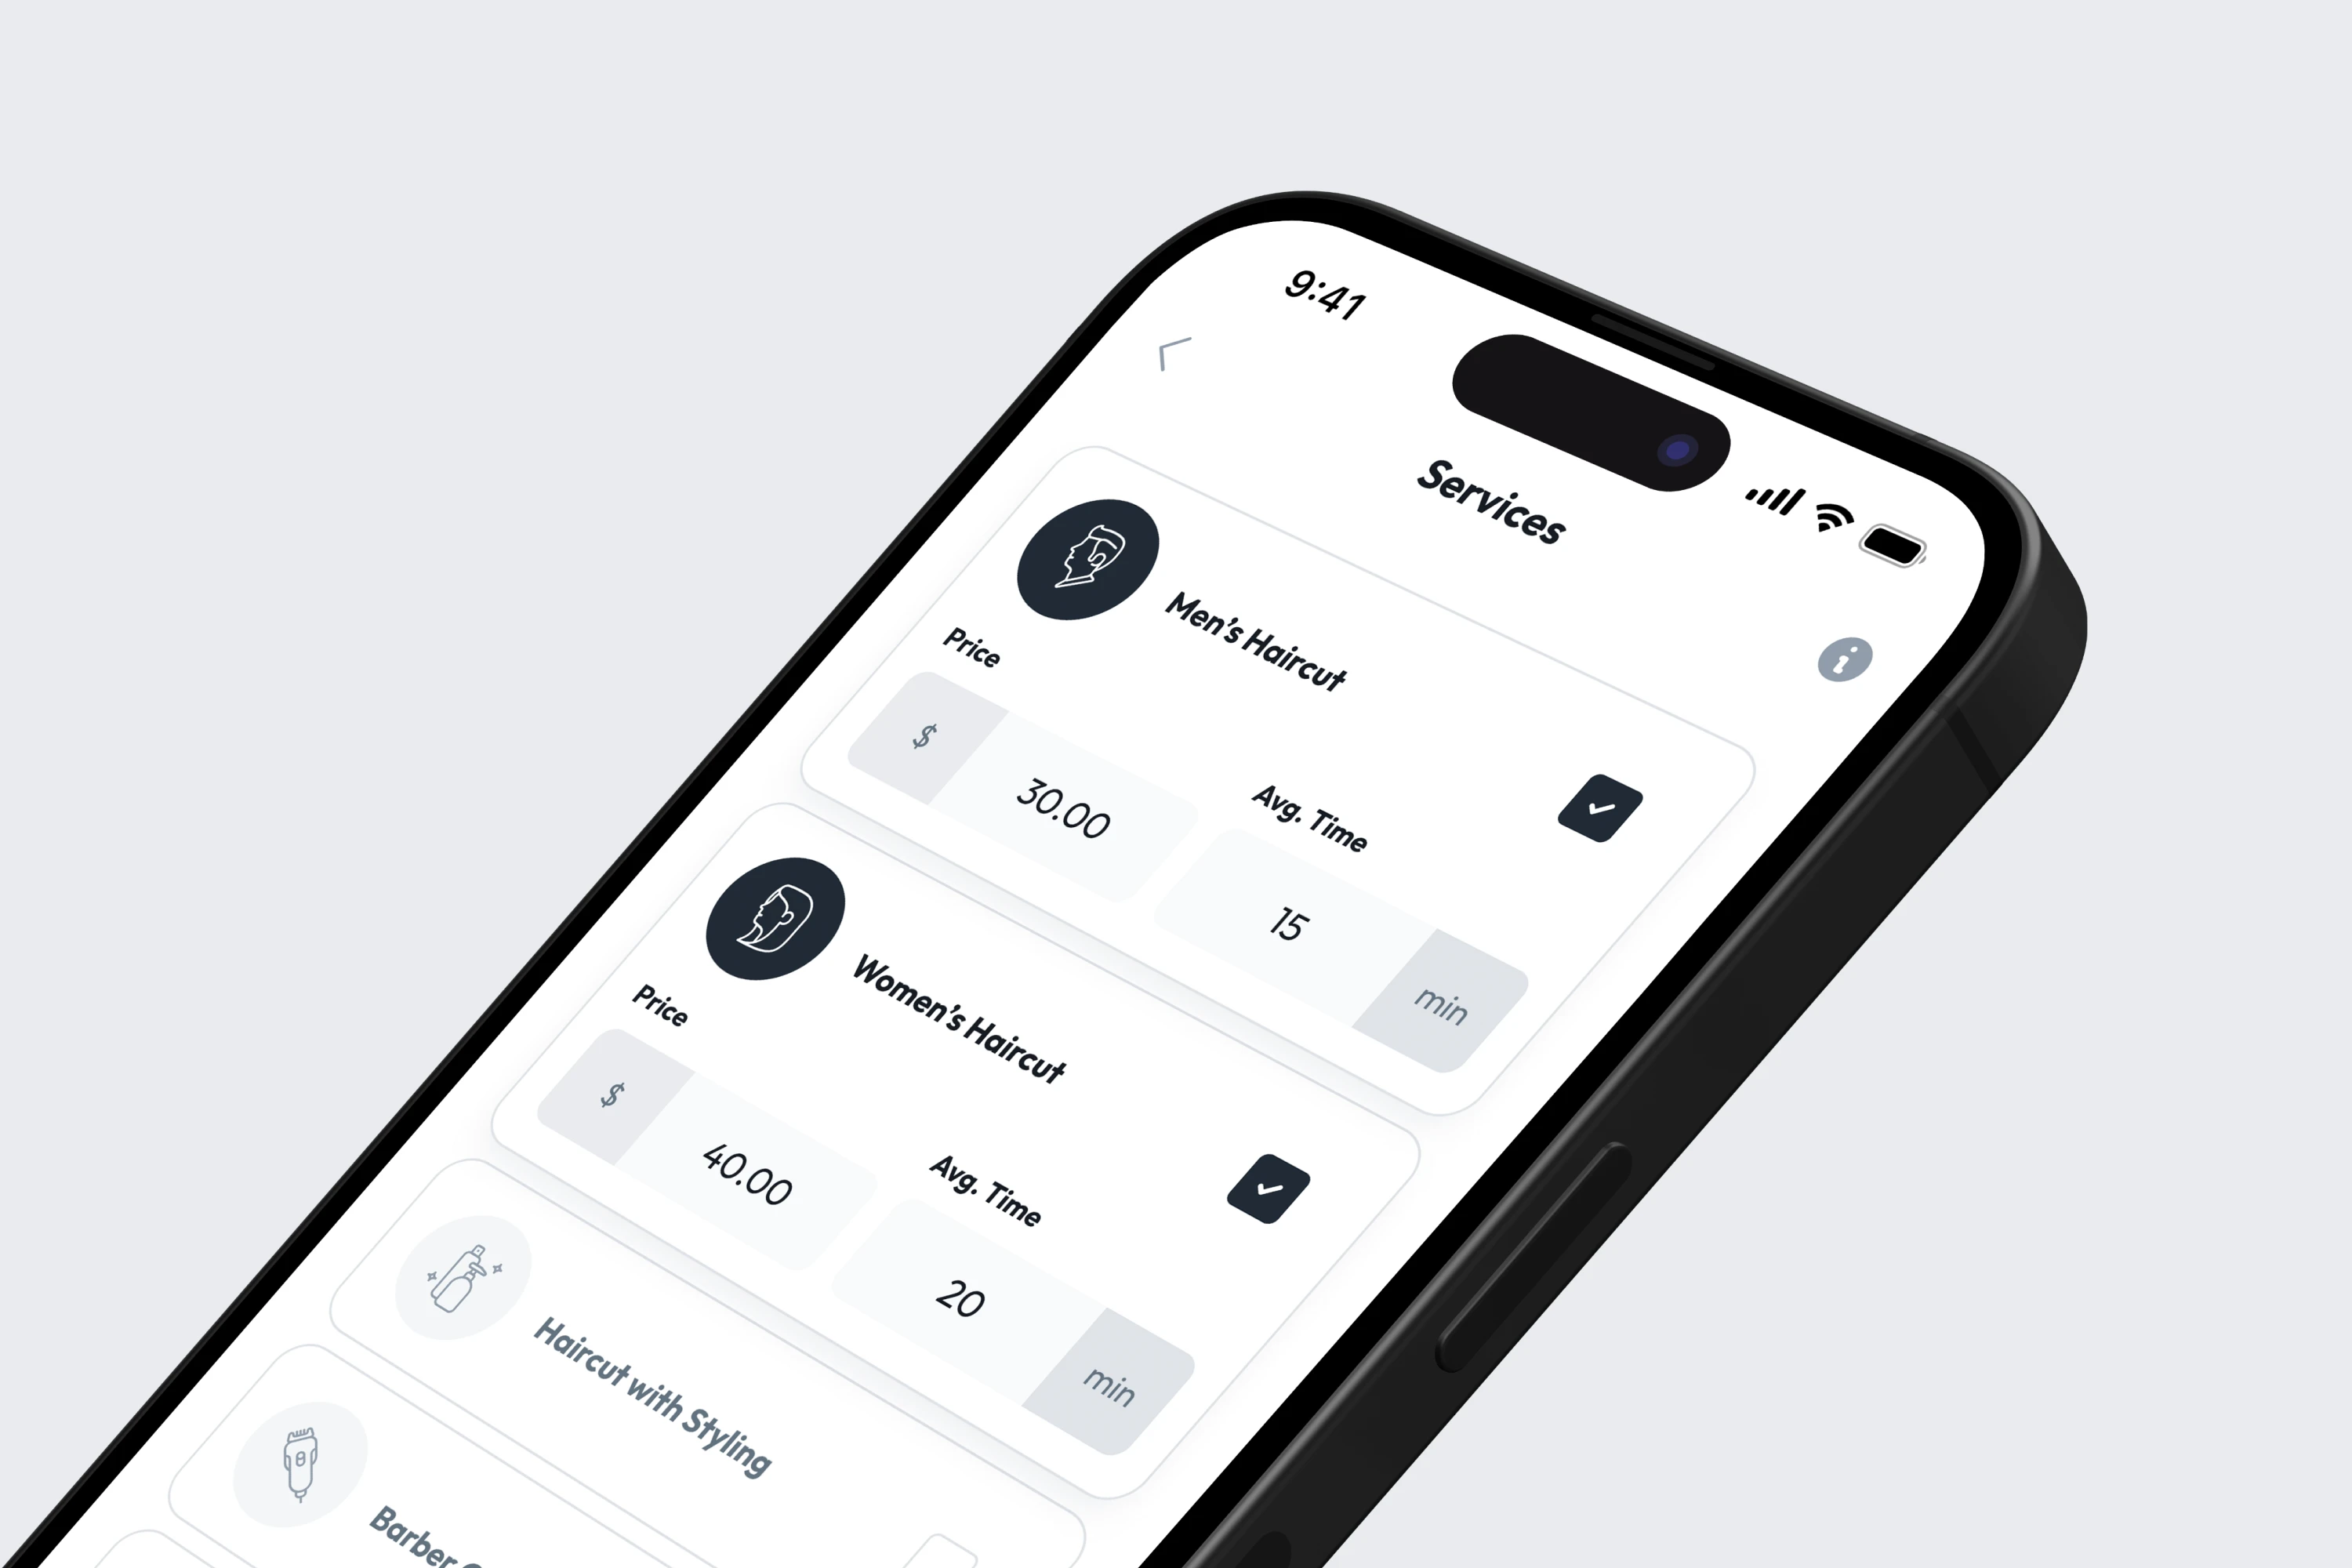 9:41
Services
Men's Haircut
Price
$
30.00
Avg. Time
15
min
Women's Haircut
Price
$
40.00
Avg. Time
20
min
Haircut with Styling
Barber